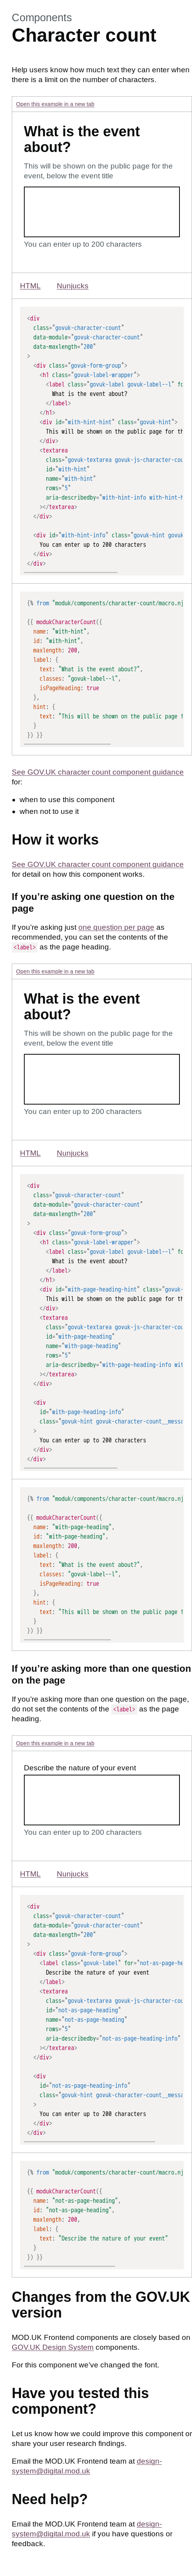 Components
Character count
Help users know how much text they can enter when
there is a limit on the number of characters.
Open this example in a new tab
What is the event
about?
This will be shown on the public page for the
event, below the event title
You can enter up to 200 characters
HTML Nunjucks
<div
class="govuk-character-count"
data-module="govuk-character-count"
data-maxlength="200"
>
<div class="govuk-form-group">
<h1 class="govuk-label-wrapper">
<label class="govuk-label govuk-label--l" fo
What is the event about?
</label>
</h1>
<div id="with-hint-hint" class="govuk-hint">
This will be shown on the public page for th
</div>
<textarea
class="govuk-textarea govuk-js-character-cou
id="with-hint"
name="with-hint"
rows="5"
aria-describedby="with-hint-info with-hint-h
></textarea>
</div>
<div id="with-hint-info" class="govuk-hint govuk
You can enter up to 200 characters
</div>
</div>
{% from "moduk/components/character-count/macro.nj
{{ modukCharacterCount({
name: "with-hint",
id: "with-hint",
maxlength: 200,
label: {
text: "What is the event about?",
classes: "govuk-label--l",
isPageHeading: true
},
hint: {
text: "This will be shown on the public page f
}
}) }}
See GOV.UK character count component guidance
for:
• when to use this component
• when not to use it
How it works
See GOV.UK character count component guidance
for detail on how this component works.
If you’re asking one question on the
page
If you’re asking just one question per page as
recommended, you can set the contents of the
<label> as the page heading.
Open this example in a new tab
What is the event
about?
This will be shown on the public page for the
event, below the event title
You can enter up to 200 characters
HTML Nunjucks
<div
class="govuk-character-count"
data-module="govuk-character-count"
data-maxlength="200"
>
<div class="govuk-form-group">
<h1 class="govuk-label-wrapper">
<label class="govuk-label govuk-label--l" fo
What is the event about?
</label>
</h1>
<div id="with-page-heading-hint" class="govuk-
This will be shown on the public page for th
</div>
<textarea
class="govuk-textarea govuk-js-character-cou
id="with-page-heading"
name="with-page-heading"
rows="5"
aria-describedby="with-page-heading-info wit
></textarea>
</div>
<div
id="with-page-heading-info"
class="govuk-hint govuk-character-count__messa
>
You can enter up to 200 characters
</div>
</div>
{% from "moduk/components/character-count/macro.nj
{{ modukCharacterCount({
name: "with-page-heading",
id: "with-page-heading",
maxlength: 200,
label: {
text: "What is the event about?",
classes: "govuk-label--l",
isPageHeading: true
},
hint: {
text: "This will be shown on the public page f
}
}) }}
If you’re asking more than one question
on the page
If you’re asking more than one question on the page,
do not set the contents of the <label> as the page
heading.
Open this example in a new tab
Describe the nature of your event
You can enter up to 200 characters
HTML Nunjucks
<div
class="govuk-character-count"
data-module="govuk-character-count"
data-maxlength="200"
>
<div class="govuk-form-group">
<label class="govuk-label" for="not-as-page-he
Describe the nature of your event
</label>
<textarea
class="govuk-textarea govuk-js-character-cou
id="not-as-page-heading"
name="not-as-page-heading"
rows="5"
aria-describedby="not-as-page-heading-info"
></textarea>
</div>
<div
id="not-as-page-heading-info"
class="govuk-hint govuk-character-count__messa
>
You can enter up to 200 characters
</div>
</div>
{% from "moduk/components/character-count/macro.nj
{{ modukCharacterCount({
name: "not-as-page-heading",
id: "not-as-page-heading",
maxlength: 200,
label: {
text: "Describe the nature of your event"
}
}) }}
Changes from the GOV.UK
version
MOD.UK Frontend components are closely based on
GOV.UK Design System components.
For this component we’ve changed the font.
Have you tested this
component?
Let us know how we could improve this component or
share your user research findings.
Email the MOD.UK Frontend team at design-
system@digital.mod.uk
Need help?
Email the MOD.UK Frontend team at design-
system@digital.mod.uk if you have questions or
feedback.